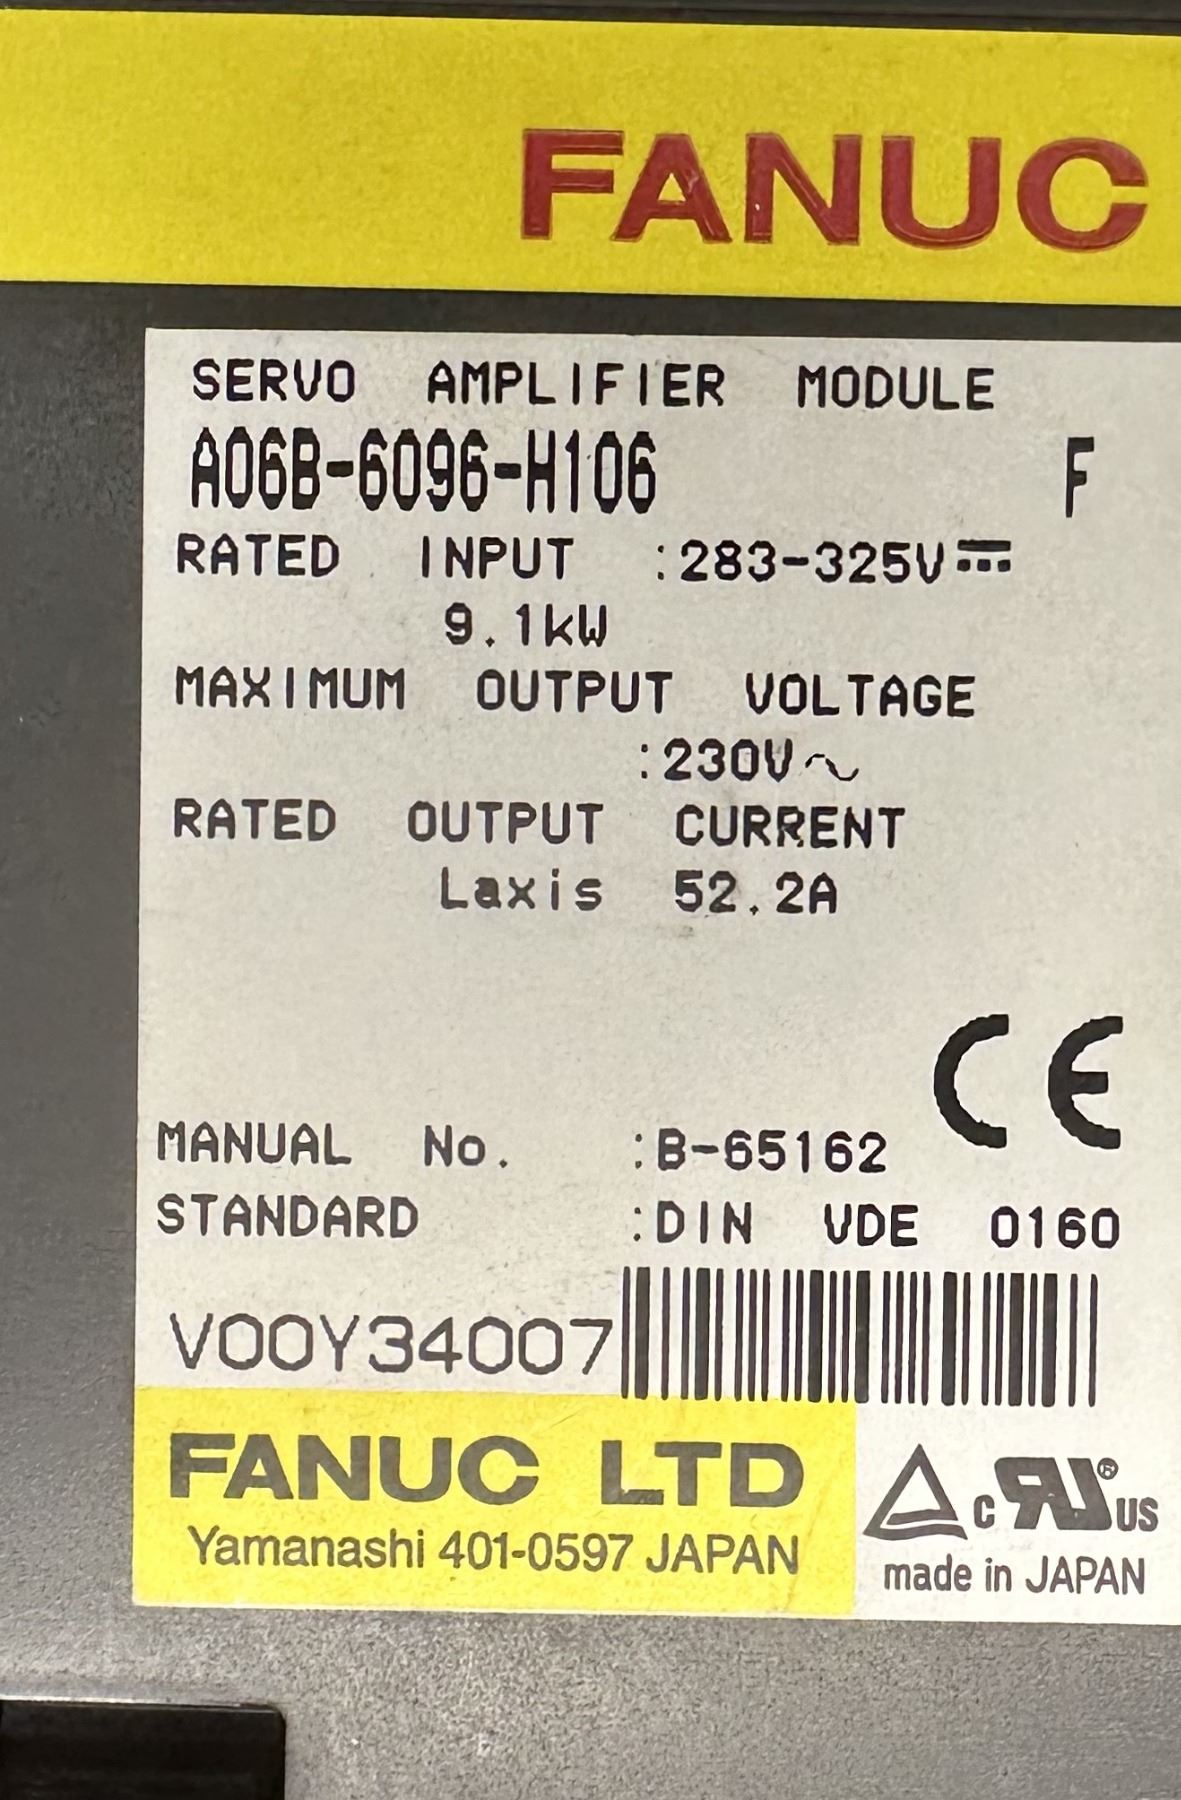 FANUC
SERVO AMPLIFIER MODULE
A06B-6096-H106 F
RATED INPUT :283-325V⎓
9.1kW
MAXIMUM OUTPUT VOLTAGE
:230V∿
RATED OUTPUT CURRENT
Laxis 52.2A
CE
MANUAL No. :B-65162
STANDARD :DIN VDE 0160
V00Y34007
FANUC LTD
Yamanashi 401-0597 JAPAN
c RU® US
made in JAPAN